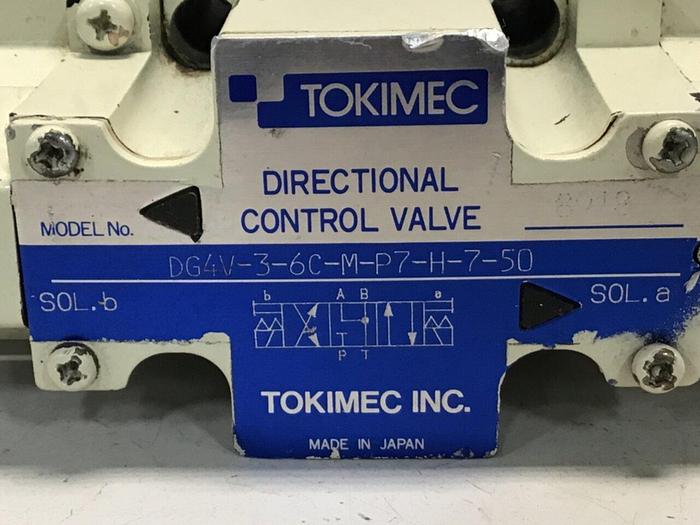 TOKIMEC
DIRECTIONAL
CONTROL VALVE
MODEL No.
DG4V-3-6C-M-P7-H-7-50
SOL.b
b A B a
SOL.a
P T
TOKIMEC INC.
MADE IN JAPAN